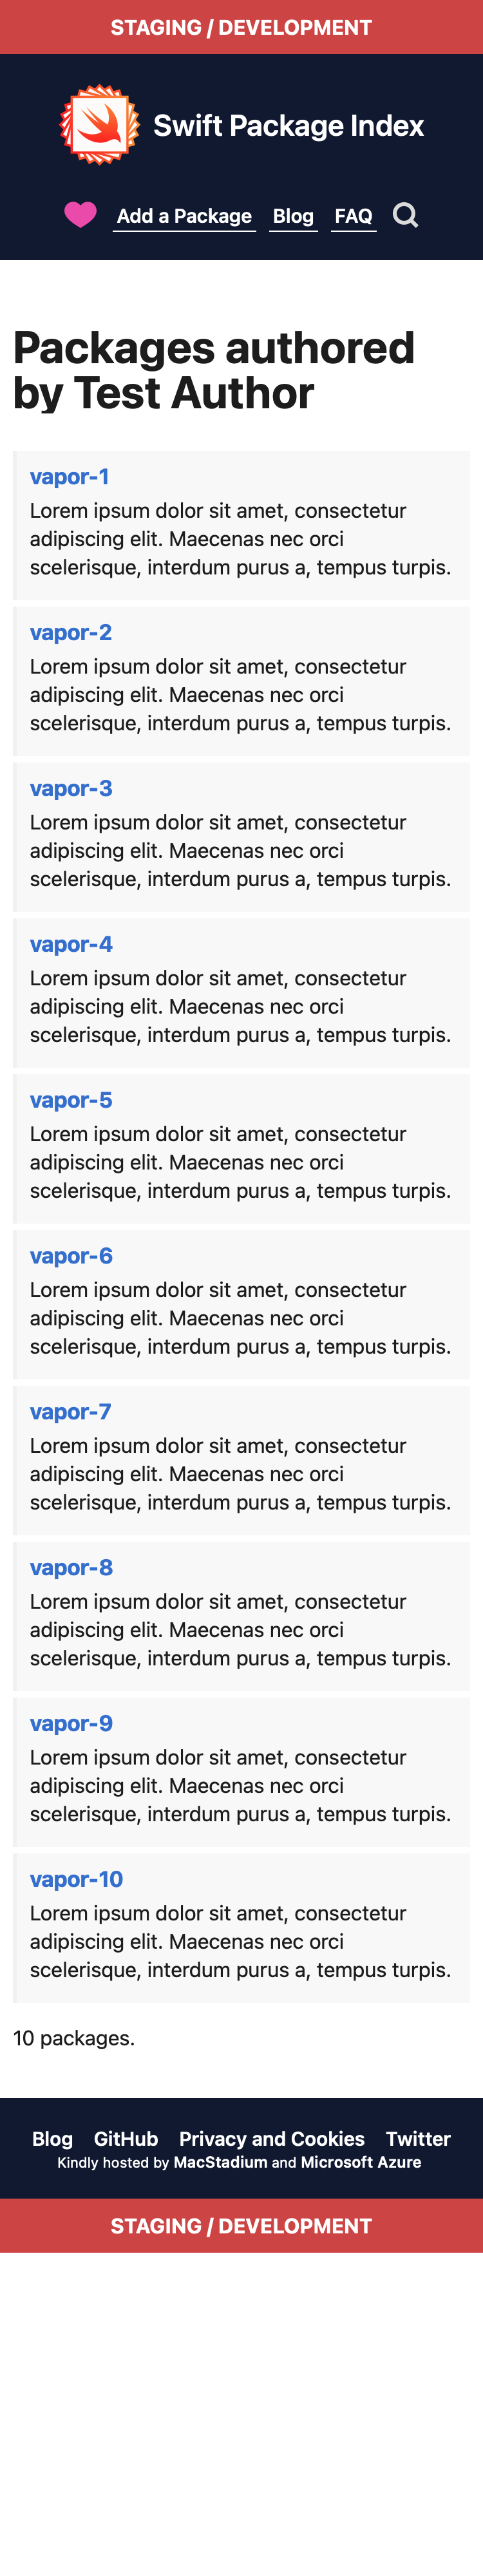 STAGING / DEVELOPMENT
Swift Package Index
Add a Package Blog FAQ
Packages authored
by Test Author
vapor-1
Lorem ipsum dolor sit amet, consectetur
adipiscing elit. Maecenas nec orci
scelerisque, interdum purus a, tempus turpis.
vapor-2
Lorem ipsum dolor sit amet, consectetur
adipiscing elit. Maecenas nec orci
scelerisque, interdum purus a, tempus turpis.
vapor-3
Lorem ipsum dolor sit amet, consectetur
adipiscing elit. Maecenas nec orci
scelerisque, interdum purus a, tempus turpis.
vapor-4
Lorem ipsum dolor sit amet, consectetur
adipiscing elit. Maecenas nec orci
scelerisque, interdum purus a, tempus turpis.
vapor-5
Lorem ipsum dolor sit amet, consectetur
adipiscing elit. Maecenas nec orci
scelerisque, interdum purus a, tempus turpis.
vapor-6
Lorem ipsum dolor sit amet, consectetur
adipiscing elit. Maecenas nec orci
scelerisque, interdum purus a, tempus turpis.
vapor-7
Lorem ipsum dolor sit amet, consectetur
adipiscing elit. Maecenas nec orci
scelerisque, interdum purus a, tempus turpis.
vapor-8
Lorem ipsum dolor sit amet, consectetur
adipiscing elit. Maecenas nec orci
scelerisque, interdum purus a, tempus turpis.
vapor-9
Lorem ipsum dolor sit amet, consectetur
adipiscing elit. Maecenas nec orci
scelerisque, interdum purus a, tempus turpis.
vapor-10
Lorem ipsum dolor sit amet, consectetur
adipiscing elit. Maecenas nec orci
scelerisque, interdum purus a, tempus turpis.
10 packages.
Blog GitHub Privacy and Cookies Twitter
Kindly hosted by MacStadium and Microsoft Azure
STAGING / DEVELOPMENT